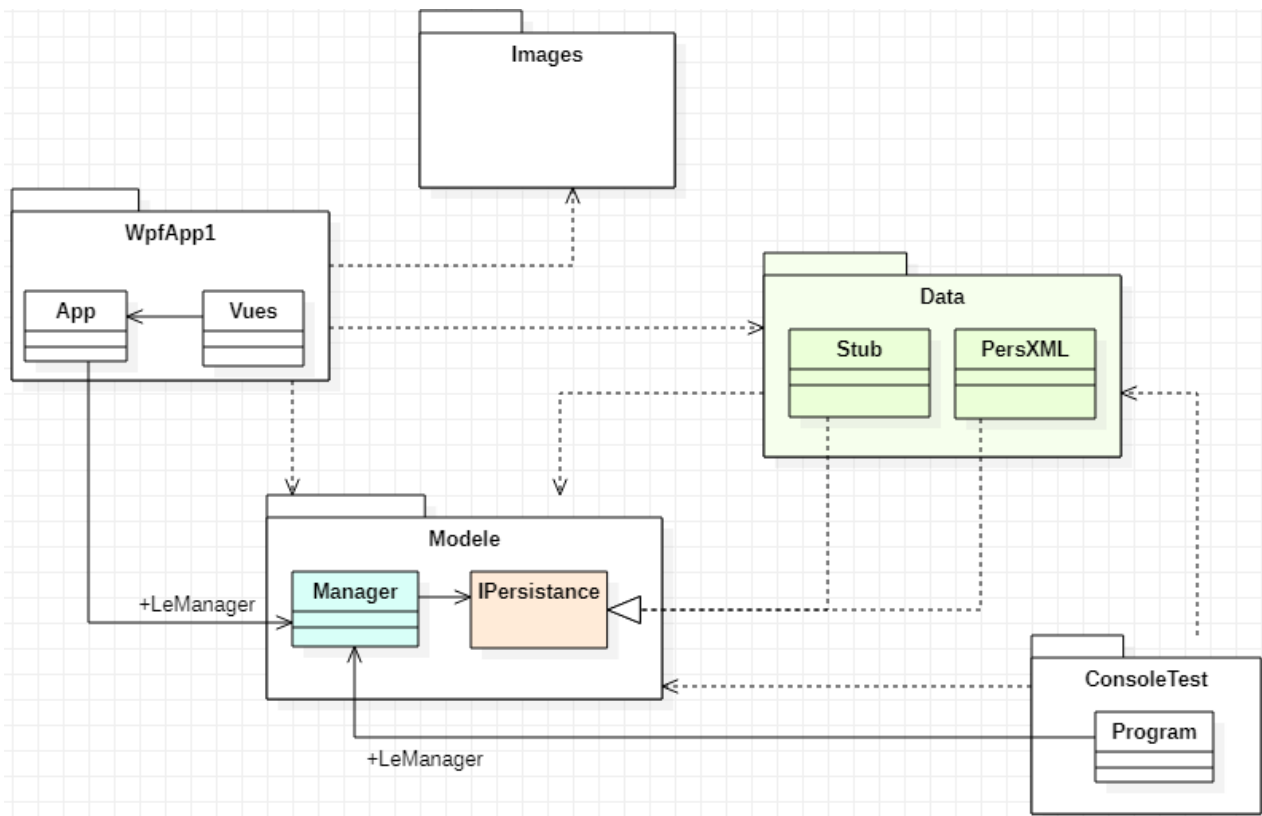 Images
WpfApp1
App
Vues
Data
Stub
PersXML
Modele
Manager
IPersistance
+LeManager
ConsoleTest
Program
+LeManager